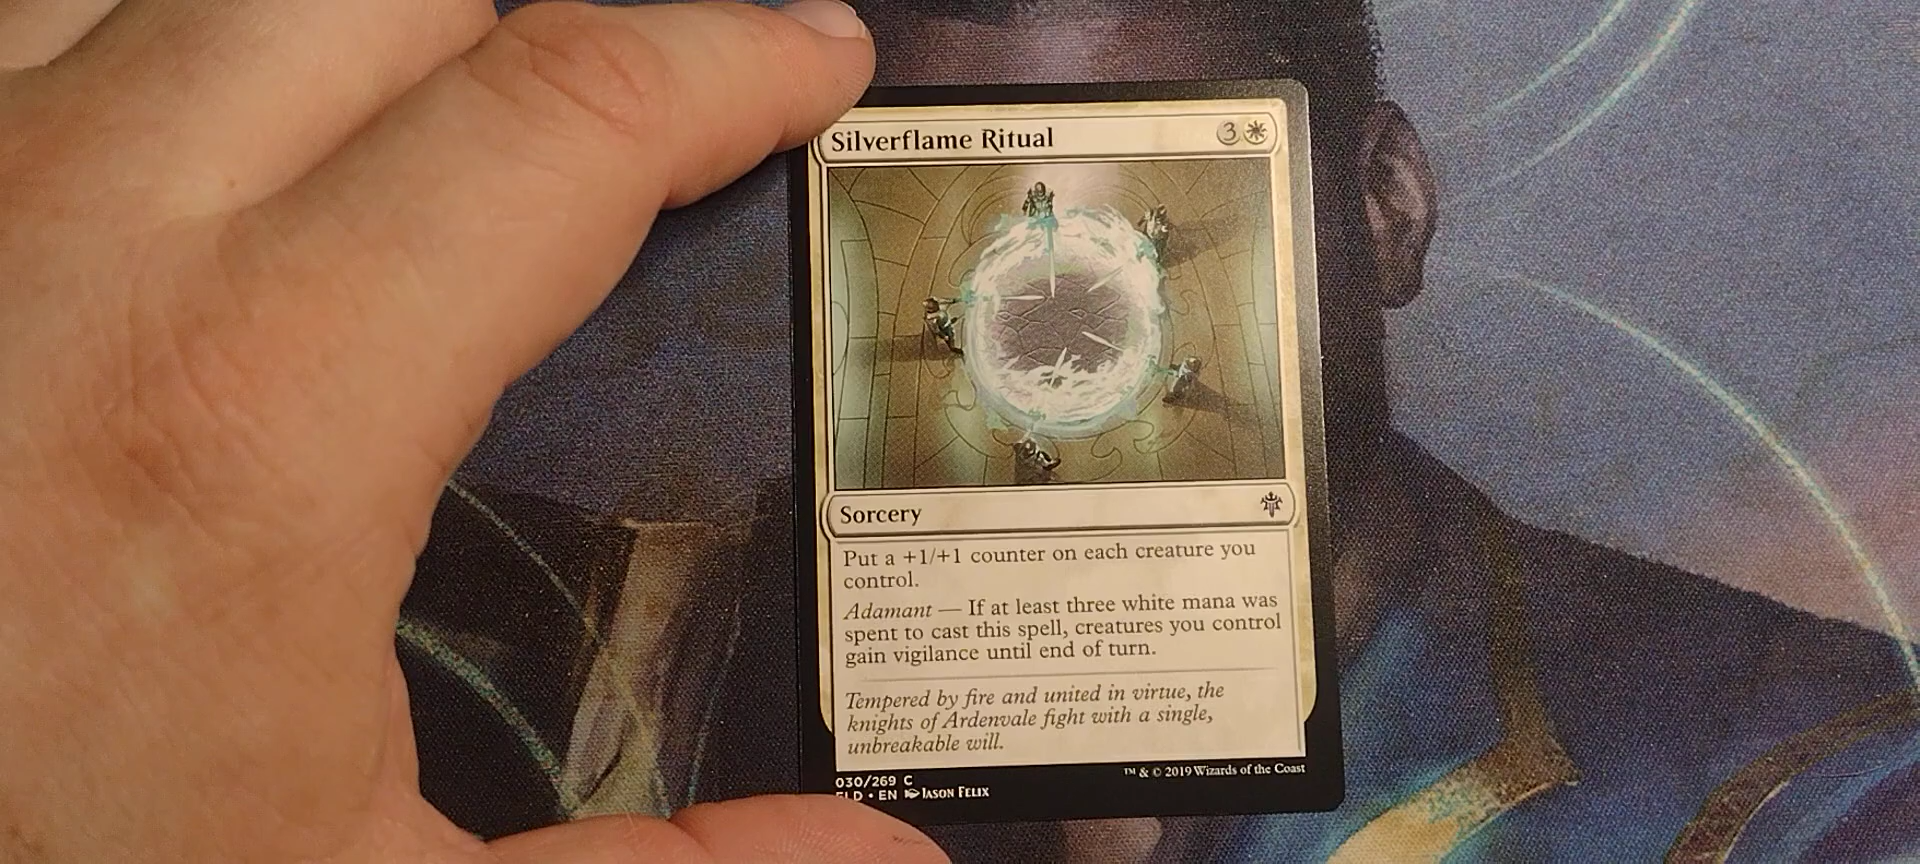 Silverflame Ritual 3
Sorcery
Put a +1/+1 counter on each creature you
control.
Adamant — If at least three white mana was
spent to cast this spell, creatures you control
gain vigilance until end of turn.
Tempered by fire and united in virtue, the
knights of Ardenvale fight with a single,
unbreakable will.
030/269 C
ELD • EN Jason Felix
™ & © 2019 Wizards of the Coast